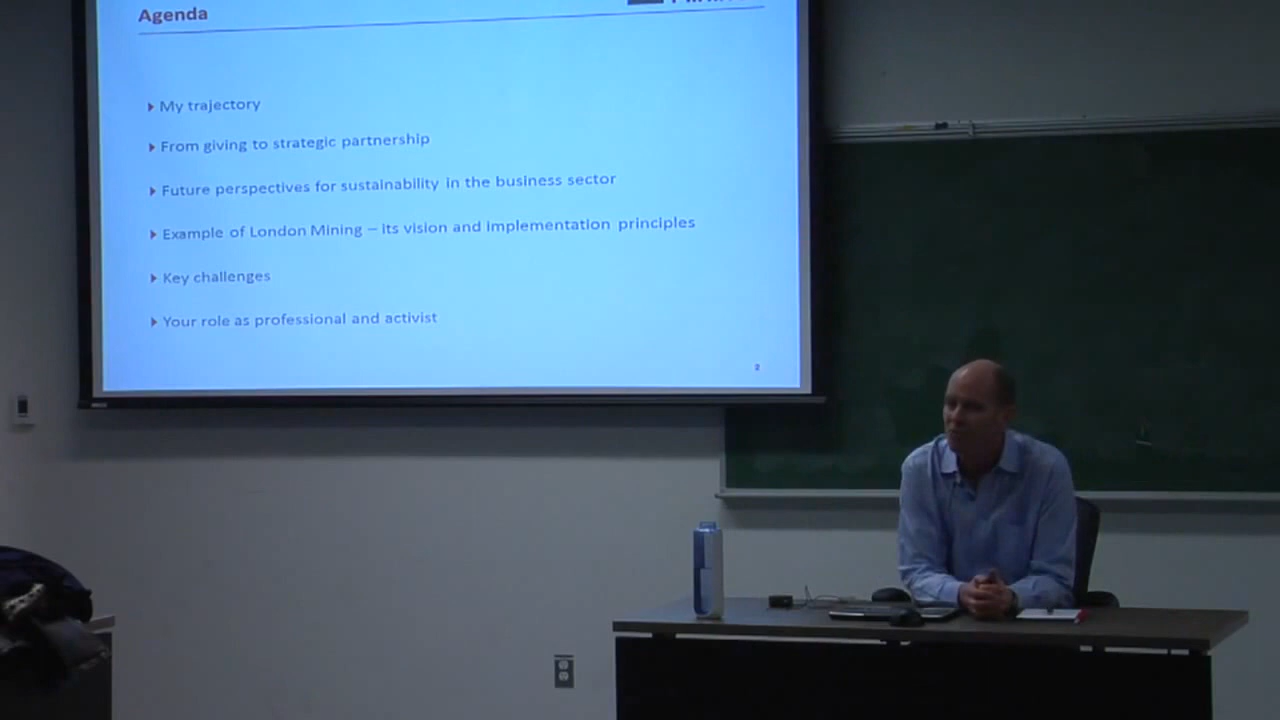 Agenda
My trajectory
From giving to strategic partnership
Future perspectives for sustainability in the business sector
Example of London Mining – its vision and implementation principles
Key challenges
Your role as professional and activist
2